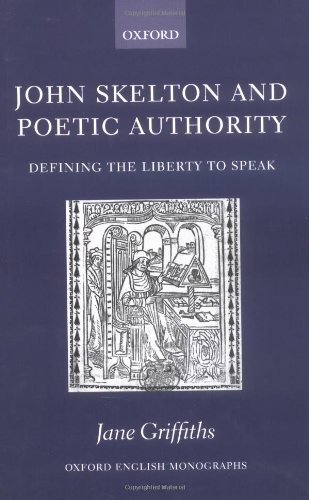 OXFORD
JOHN SKELTON AND
POETIC AUTHORITY
DEFINING THE LIBERTY TO SPEAK
Jane Griffiths
OXFORD ENGLISH MONOGRAPHS